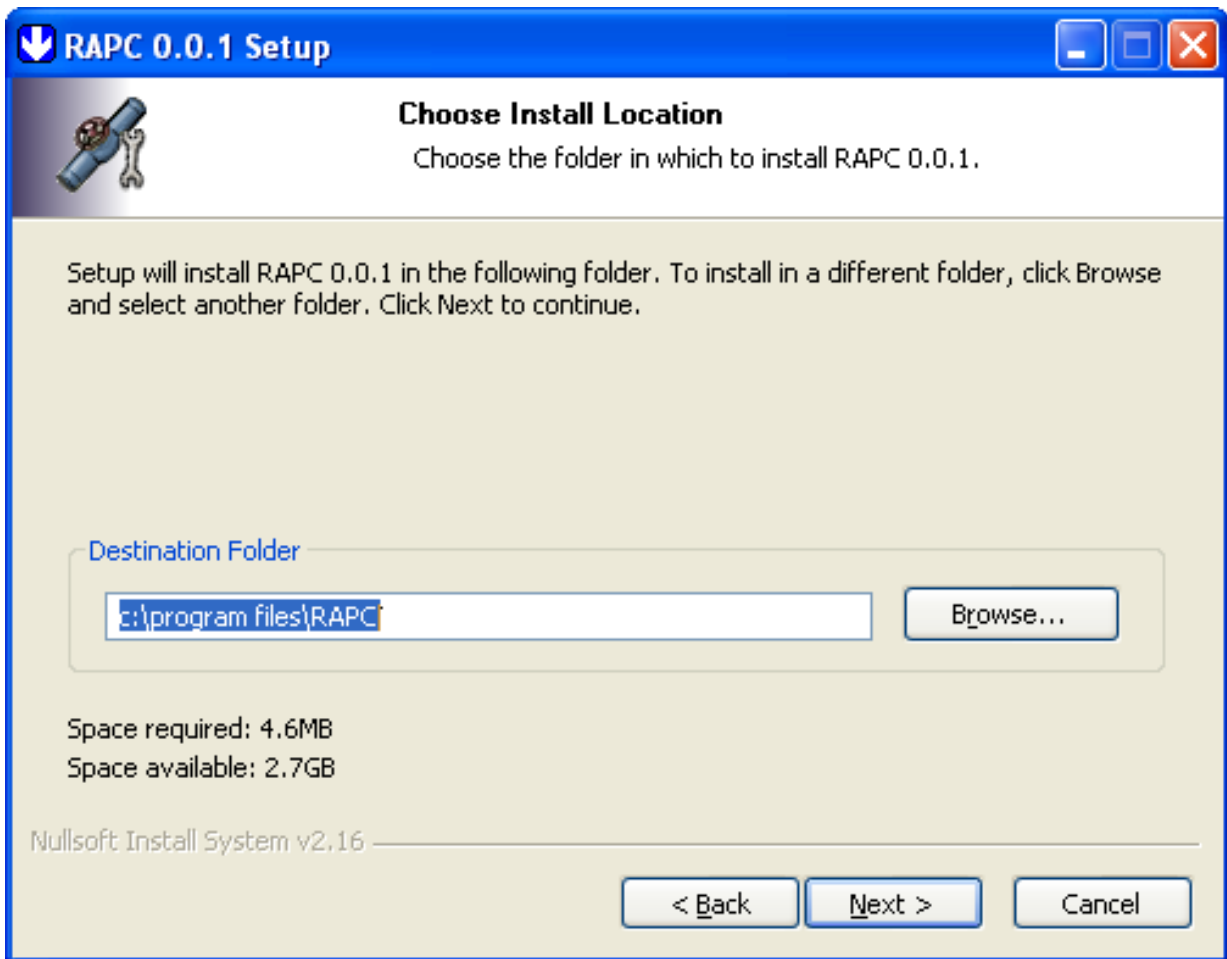 RAPC 0.0.1 Setup
Choose Install Location
Choose the folder in which to install RAPC 0.0.1.
Setup will install RAPC 0.0.1 in the following folder. To install in a different folder, click Browse
and select another folder. Click Next to continue.
Destination Folder
c:\program files\RAPC
Browse...
Space required: 4.6MB
Space available: 2.7GB
Nullsoft Install System v2.16
< Back
Next >
Cancel